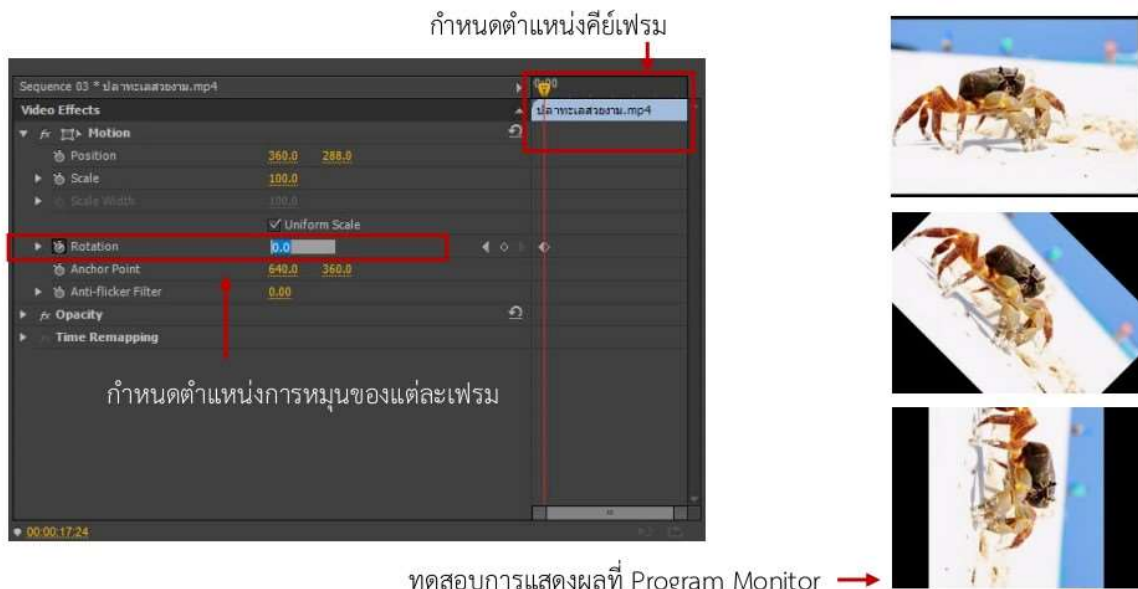 กำหนดตำแหน่งคีย์เฟรม
Sequence 03 * ปลาทะเลสวยงาม.mp4
0:00
Video Effects
ปลาทะเลสวยงาม.mp4
fx Motion
Position 360.0 288.0
Scale 100.0
Scale Width 100.0
Uniform Scale
Rotation 0.0
Anchor Point 640.0 360.0
Anti-flicker Filter 0.00
fx Opacity
Time Remapping
กำหนดตำแหน่งการหมุนของแต่ละเฟรม
00:00:17:24
ทดสอบการแสดงผลที่ Program Monitor